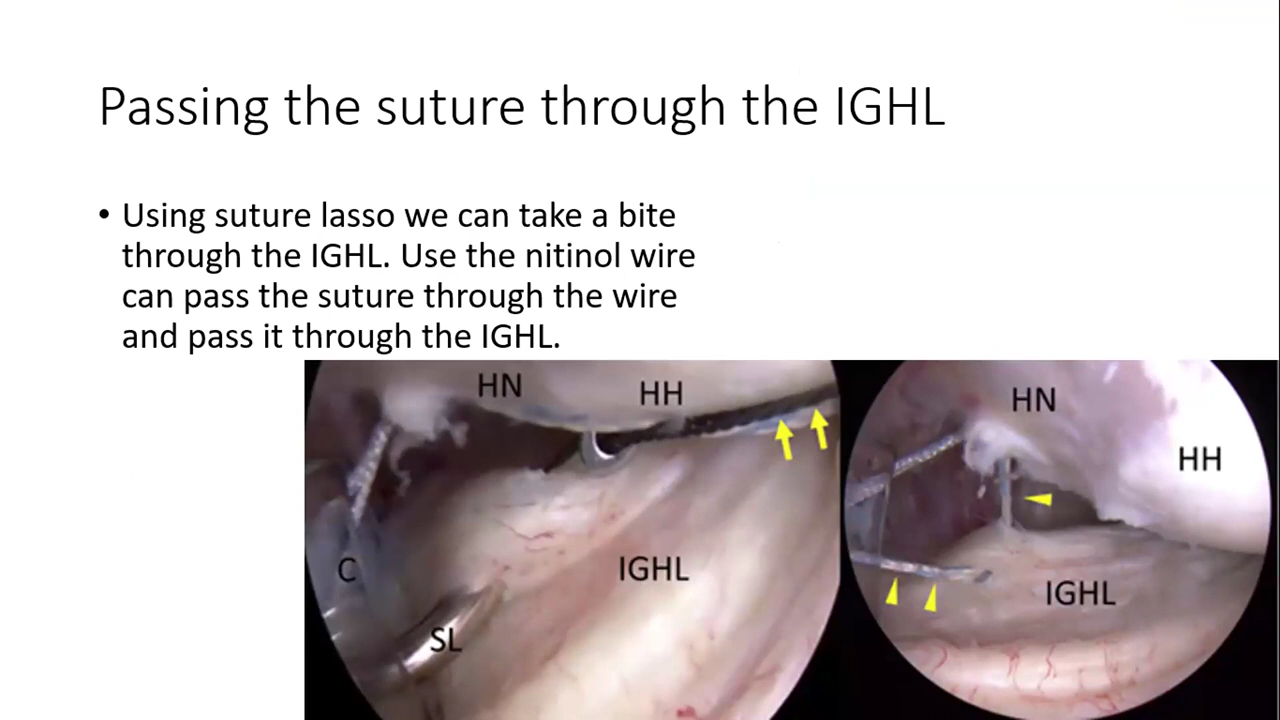 Passing the suture through the IGHL
• Using suture lasso we can take a bite
through the IGHL. Use the nitinol wire
can pass the suture through the wire
and pass it through the IGHL.
HN
HH
C
SL
IGHL
HN
HH
IGHL